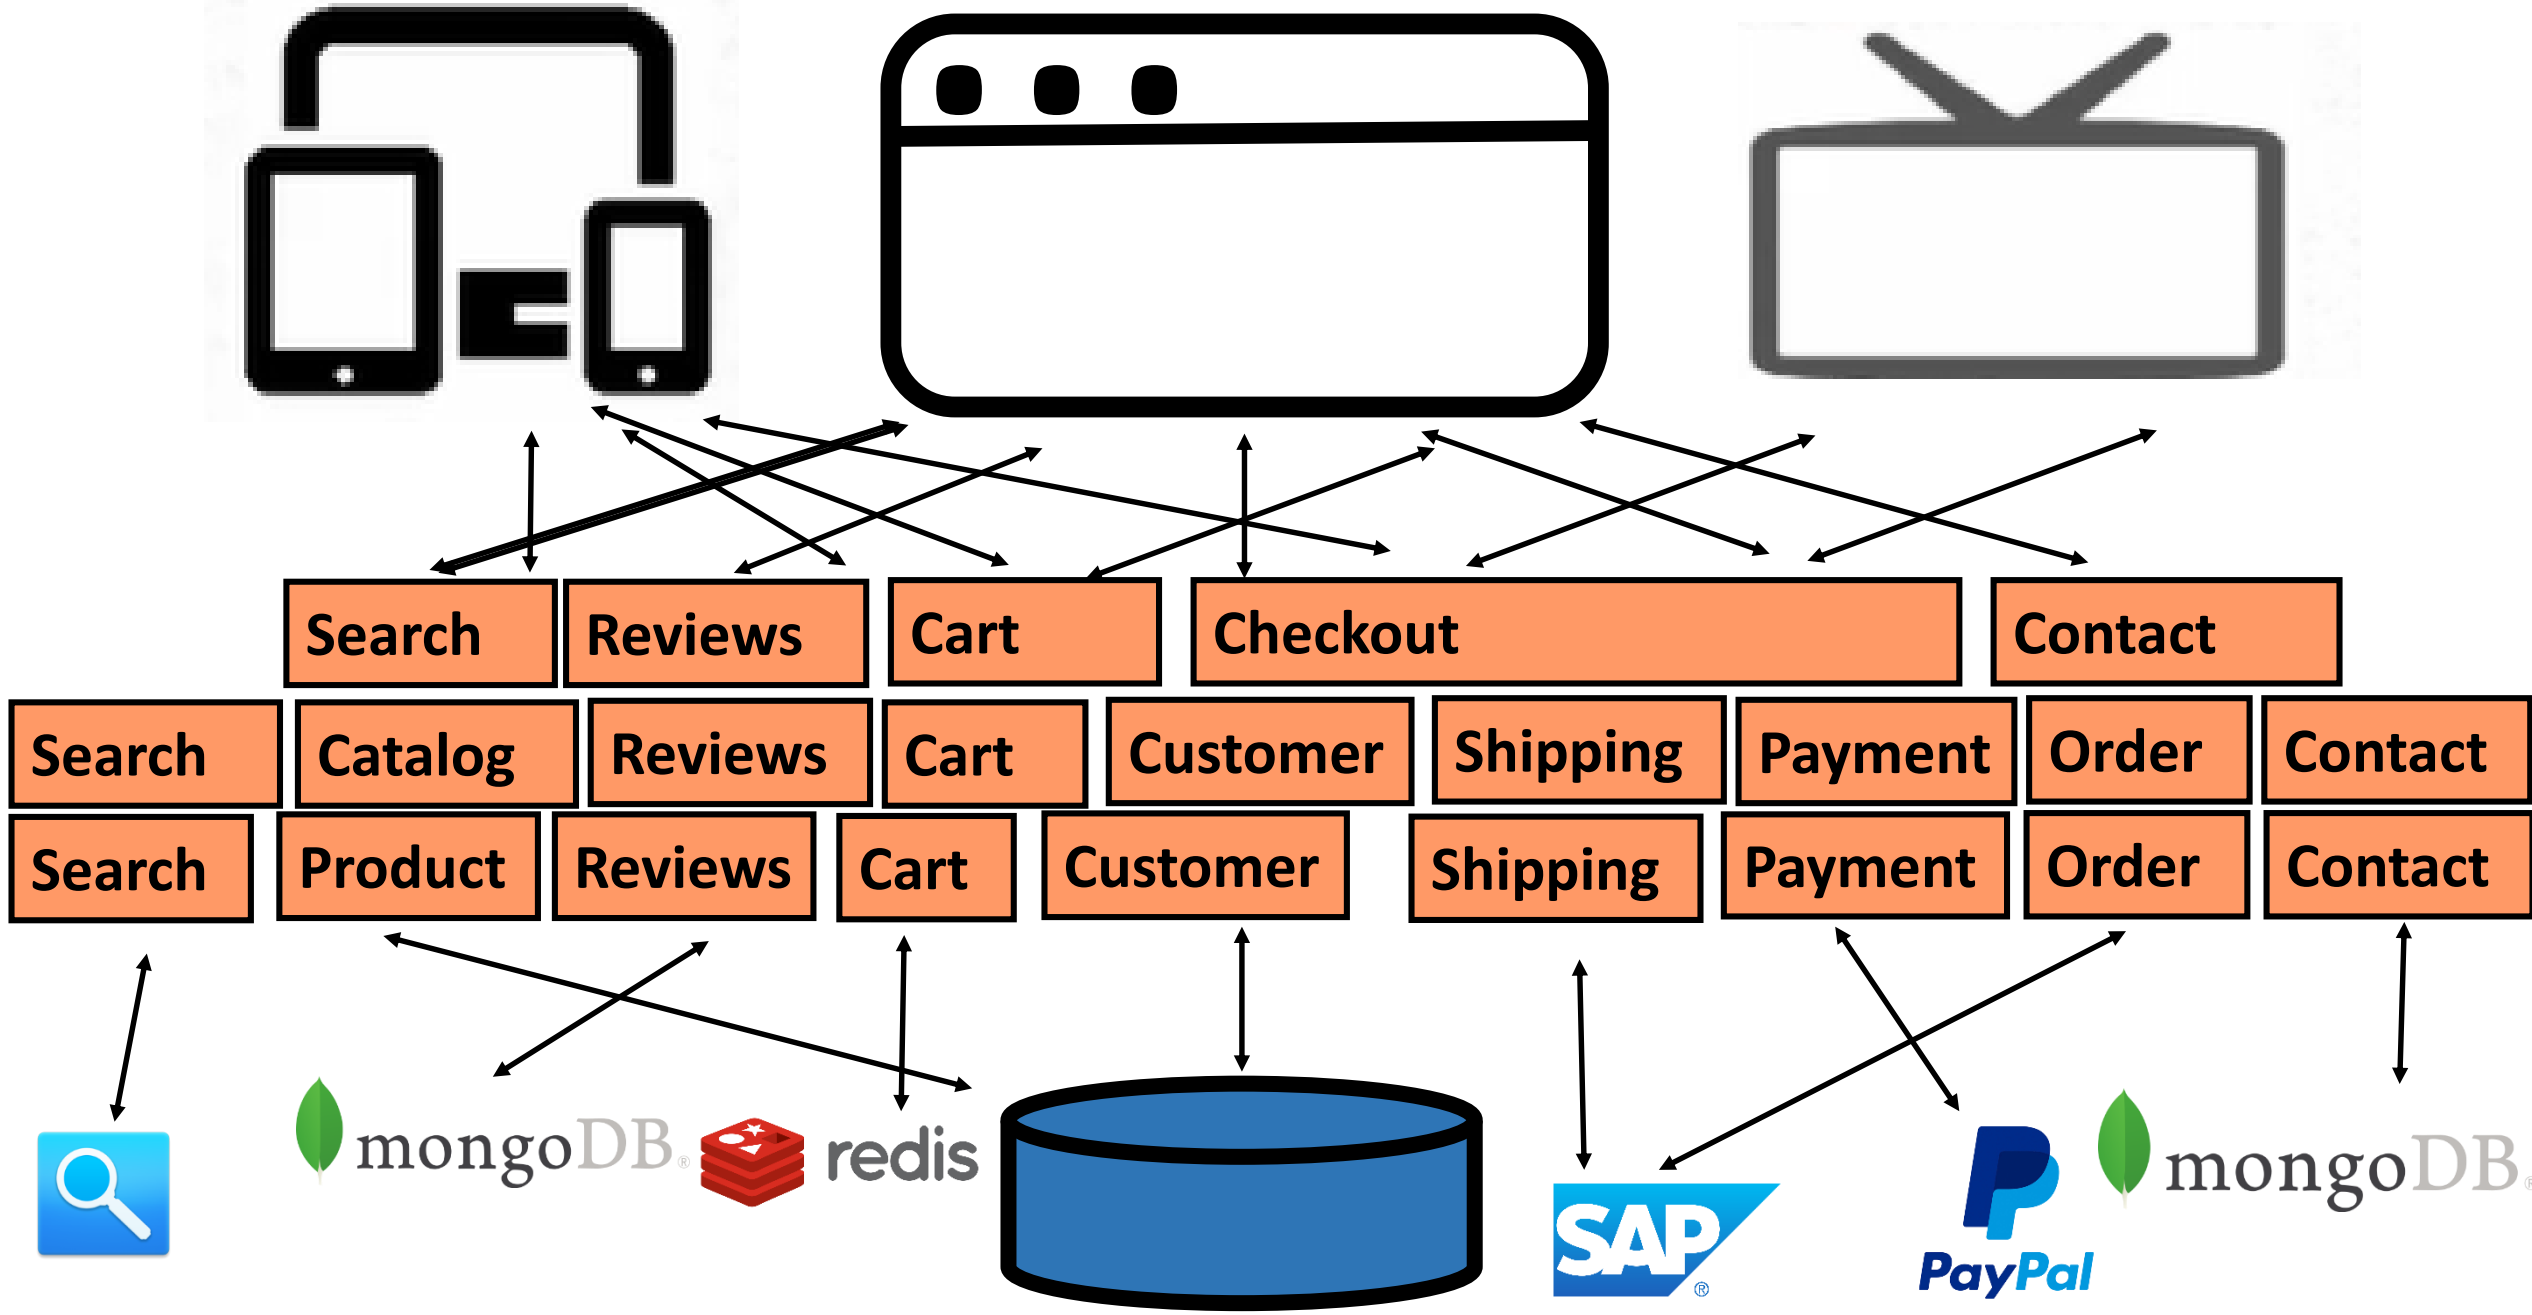 Search
Reviews
Cart
Checkout
Contact
Search
Catalog
Reviews
Cart
Customer
Shipping
Payment
Order
Contact
Search
Product
Reviews
Cart
Customer
Shipping
Payment
Order
Contact
mongoDB®
redis
SAP®
PayPal
mongoDB®